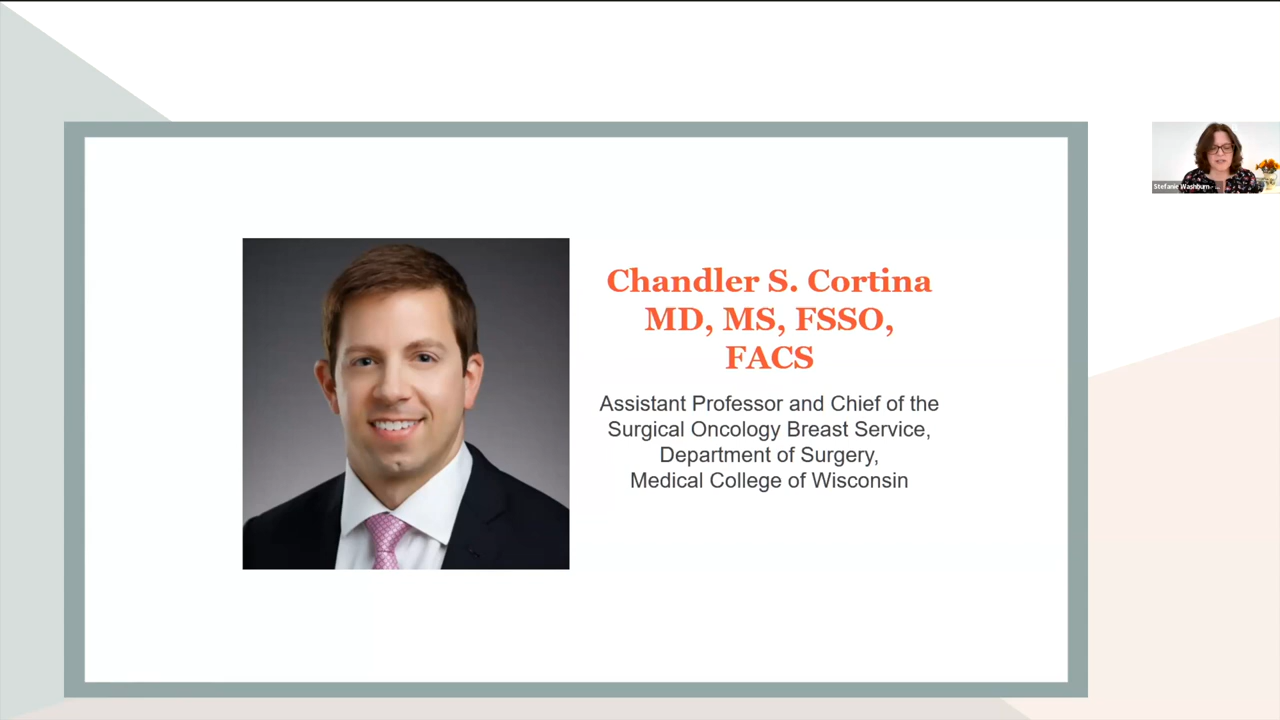 Chandler S. Cortina
MD, MS, FSSO,
FACS
Assistant Professor and Chief of the
Surgical Oncology Breast Service,
Department of Surgery,
Medical College of Wisconsin
Stefanie Washburn - ...